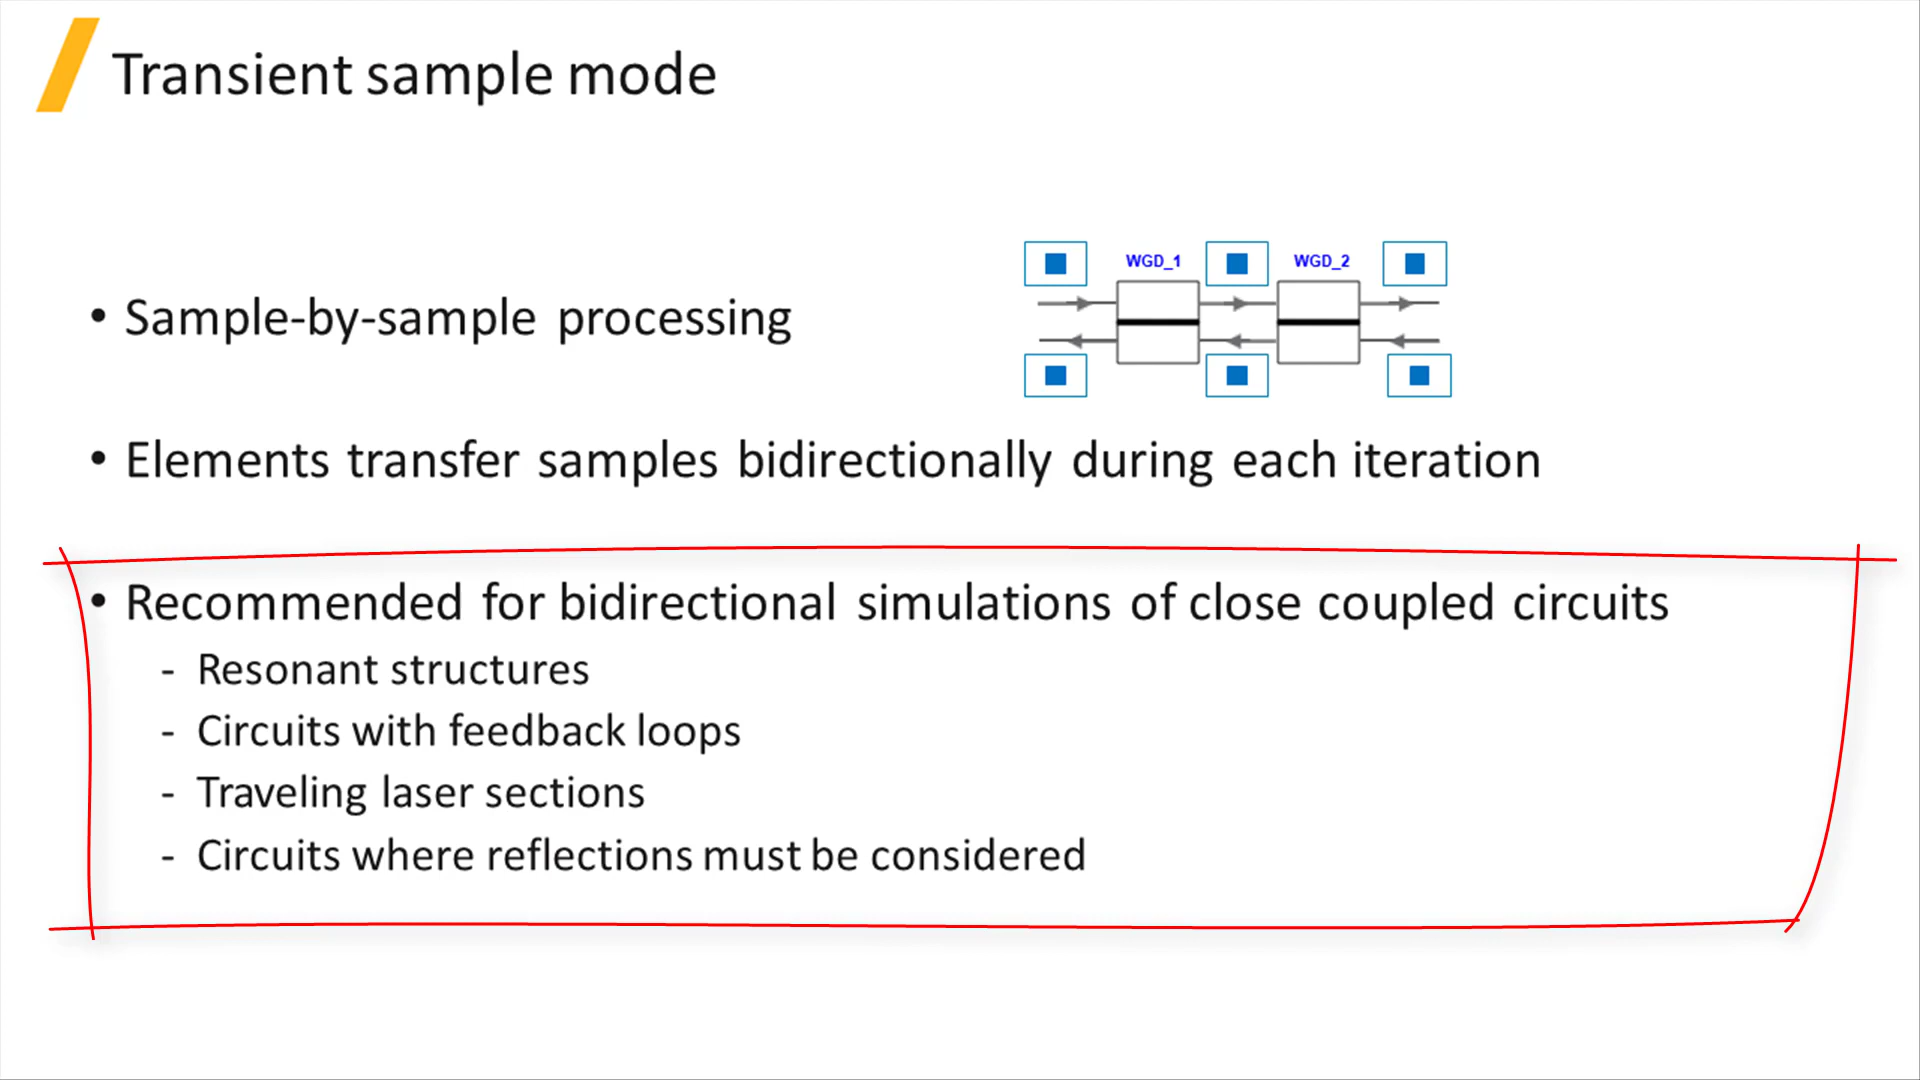 Transient sample mode
WGD_1 WGD_2
• Sample-by-sample processing
• Elements transfer samples bidirectionally during each iteration
• Recommended for bidirectional simulations of close coupled circuits
- Resonant structures
- Circuits with feedback loops
- Traveling laser sections
- Circuits where reflections must be considered